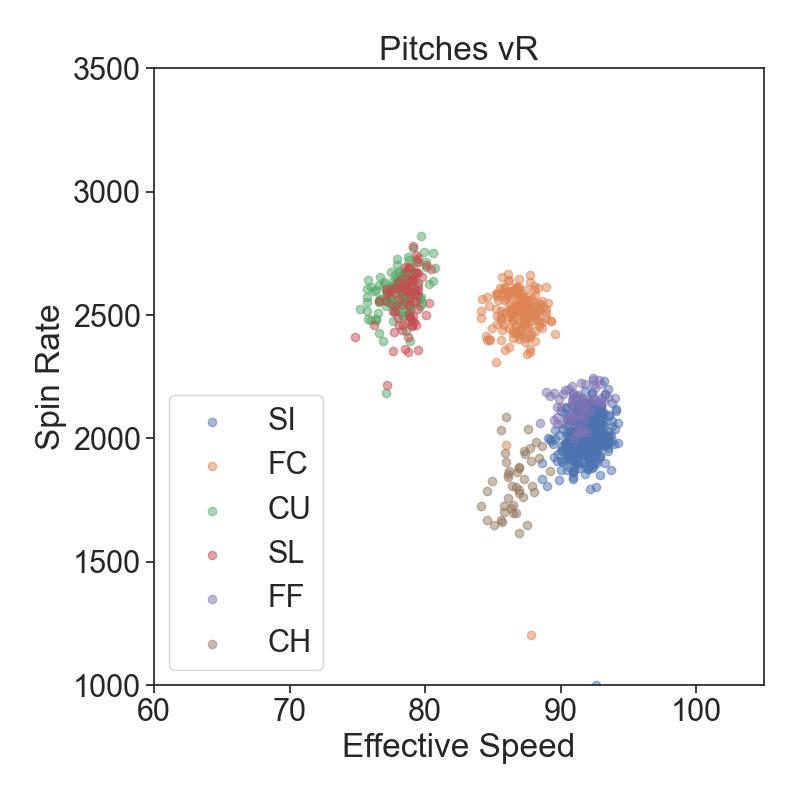 Pitches vR
3500
3000
2500
2000
1500
1000
Spin Rate
SI
FC
CU
SL
FF
CH
60 70 80 90 100
Effective Speed